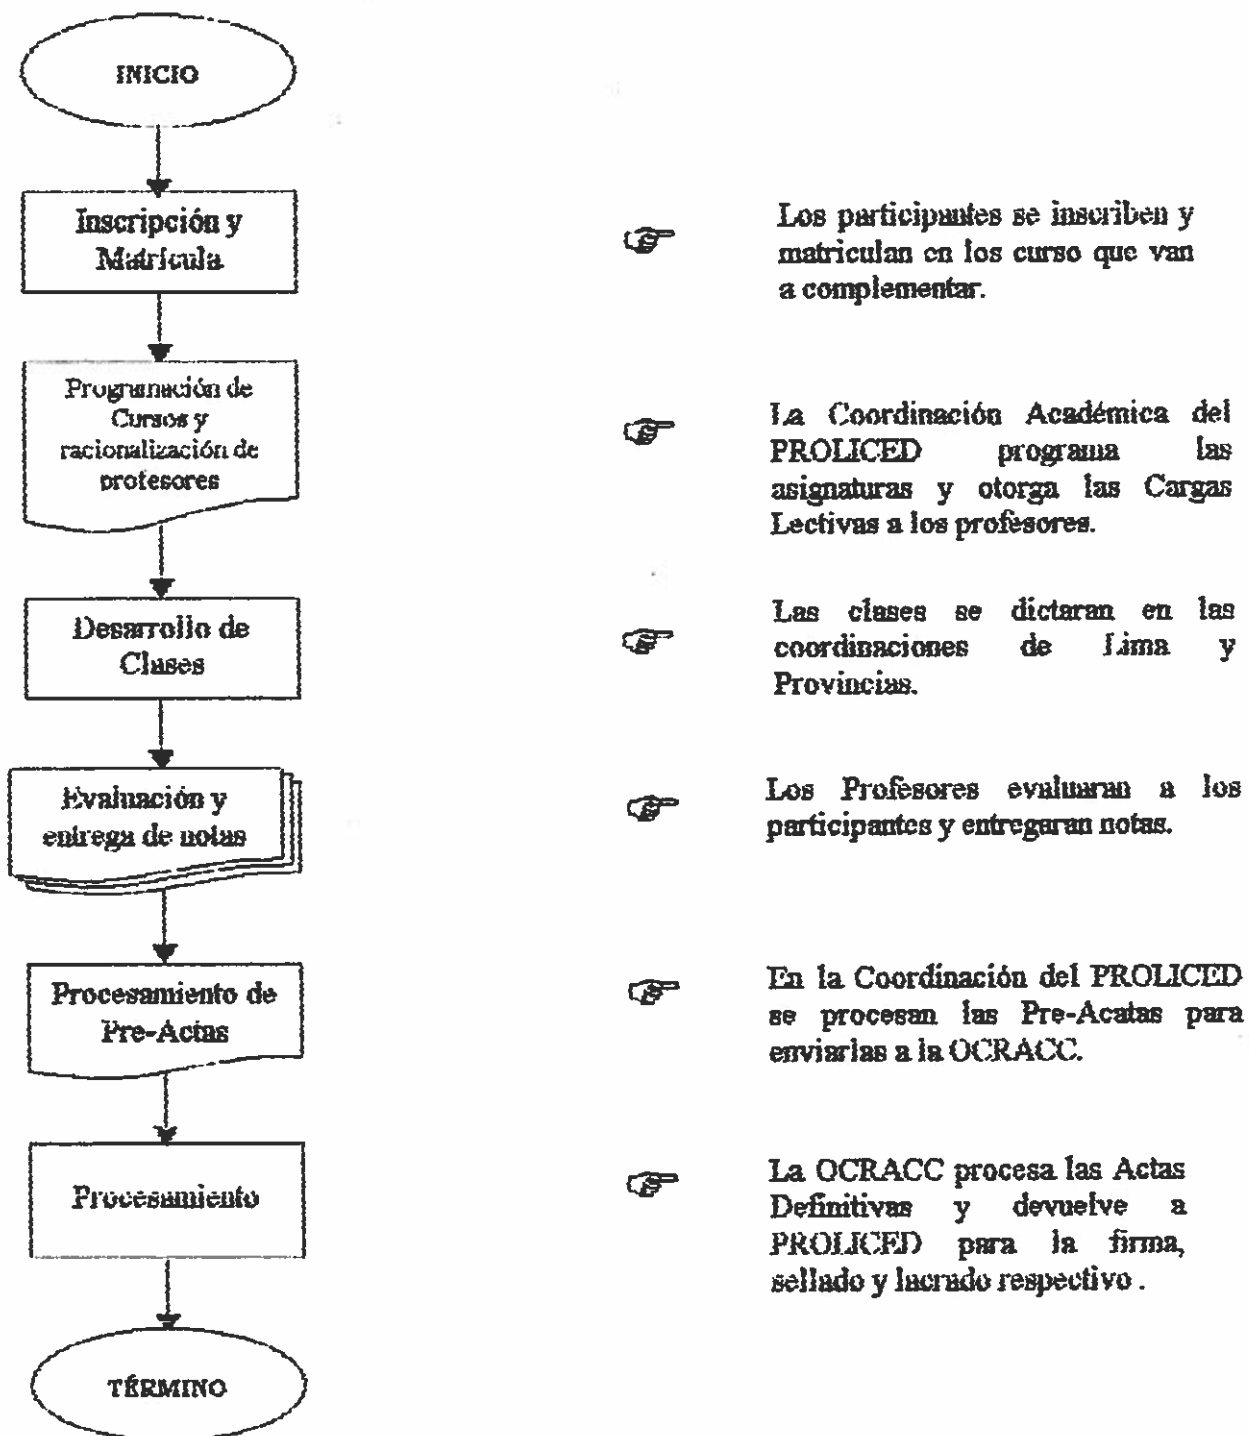 INICIO
Inscripción y
Matrícula
Los participantes se inscriben y
matriculan en los curso que van
a complementar.
Programación de
Cursos y
racionalización de
profesores
La Coordinación Académica del
PROLICED programa las
asignaturas y otorga las Cargas
Lectivas a los profesores.
Desarrollo de
Clases
Las clases se dictaran en las
coordinaciones de Lima y
Provincias.
Evaluación y
entrega de notas
Los Profesores evaluaran a los
participantes y entregaran notas.
Procesamiento de
Pre-Actas
En la Coordinación del PROLICED
se procesan las Pre-Acatas para
enviarlas a la OCRACC.
Procesamiento
La OCRACC procesa las Actas
Definitivas y devuelve a
PROLICED para la firma,
sellado y lacrado respectivo .
TÉRMINO